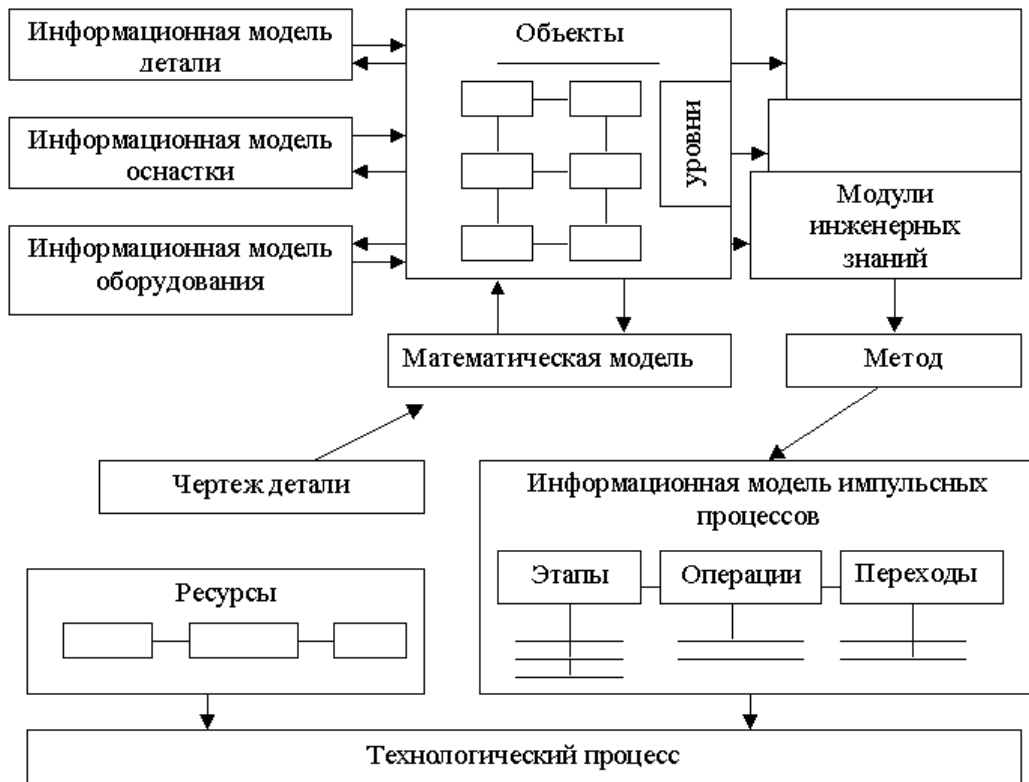 Информационная модель
детали
Объекты
Информационная модель
оснастки
уровни
Модули
инженерных
знаний
Информационная модель
оборудования
Математическая модель
Метод
Чертеж детали
Информационная модель импульсных
процессов
Этапы
Операции
Переходы
Ресурсы
Технологический процесс